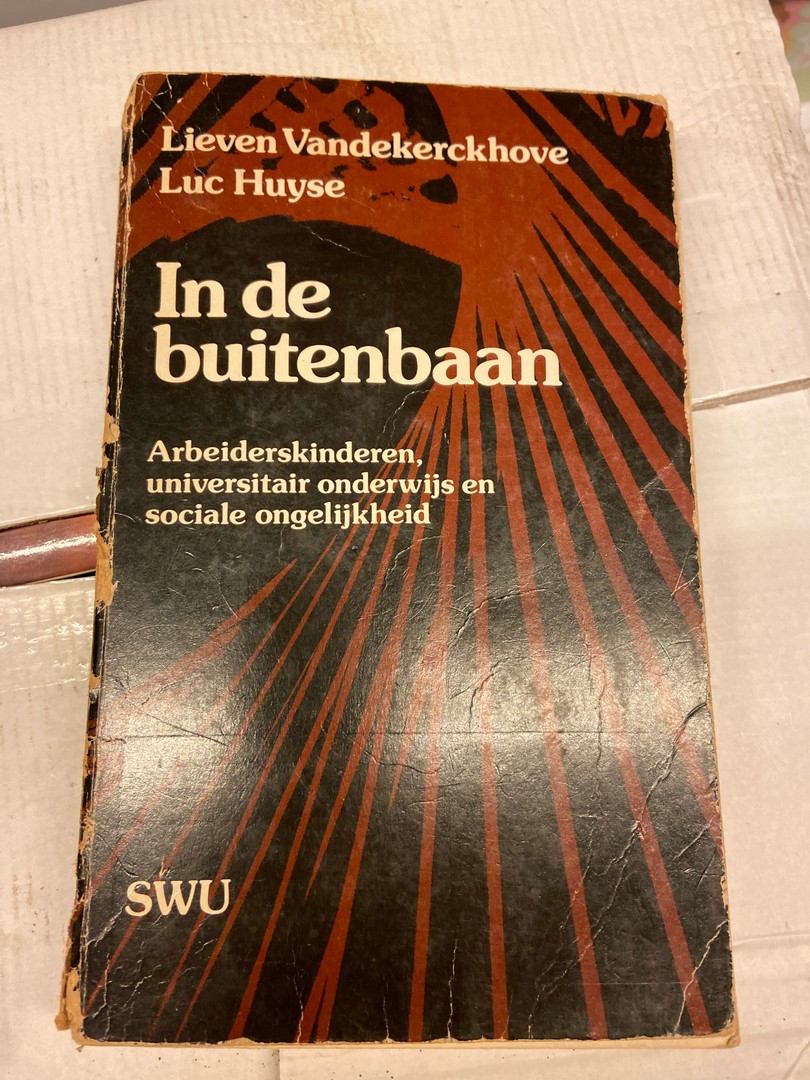 Lieven Vandekerckhove
Luc Huyse
In de
buitenbaan
Arbeiderskinderen,
universitair onderwijs en
sociale ongelijkheid
SWU